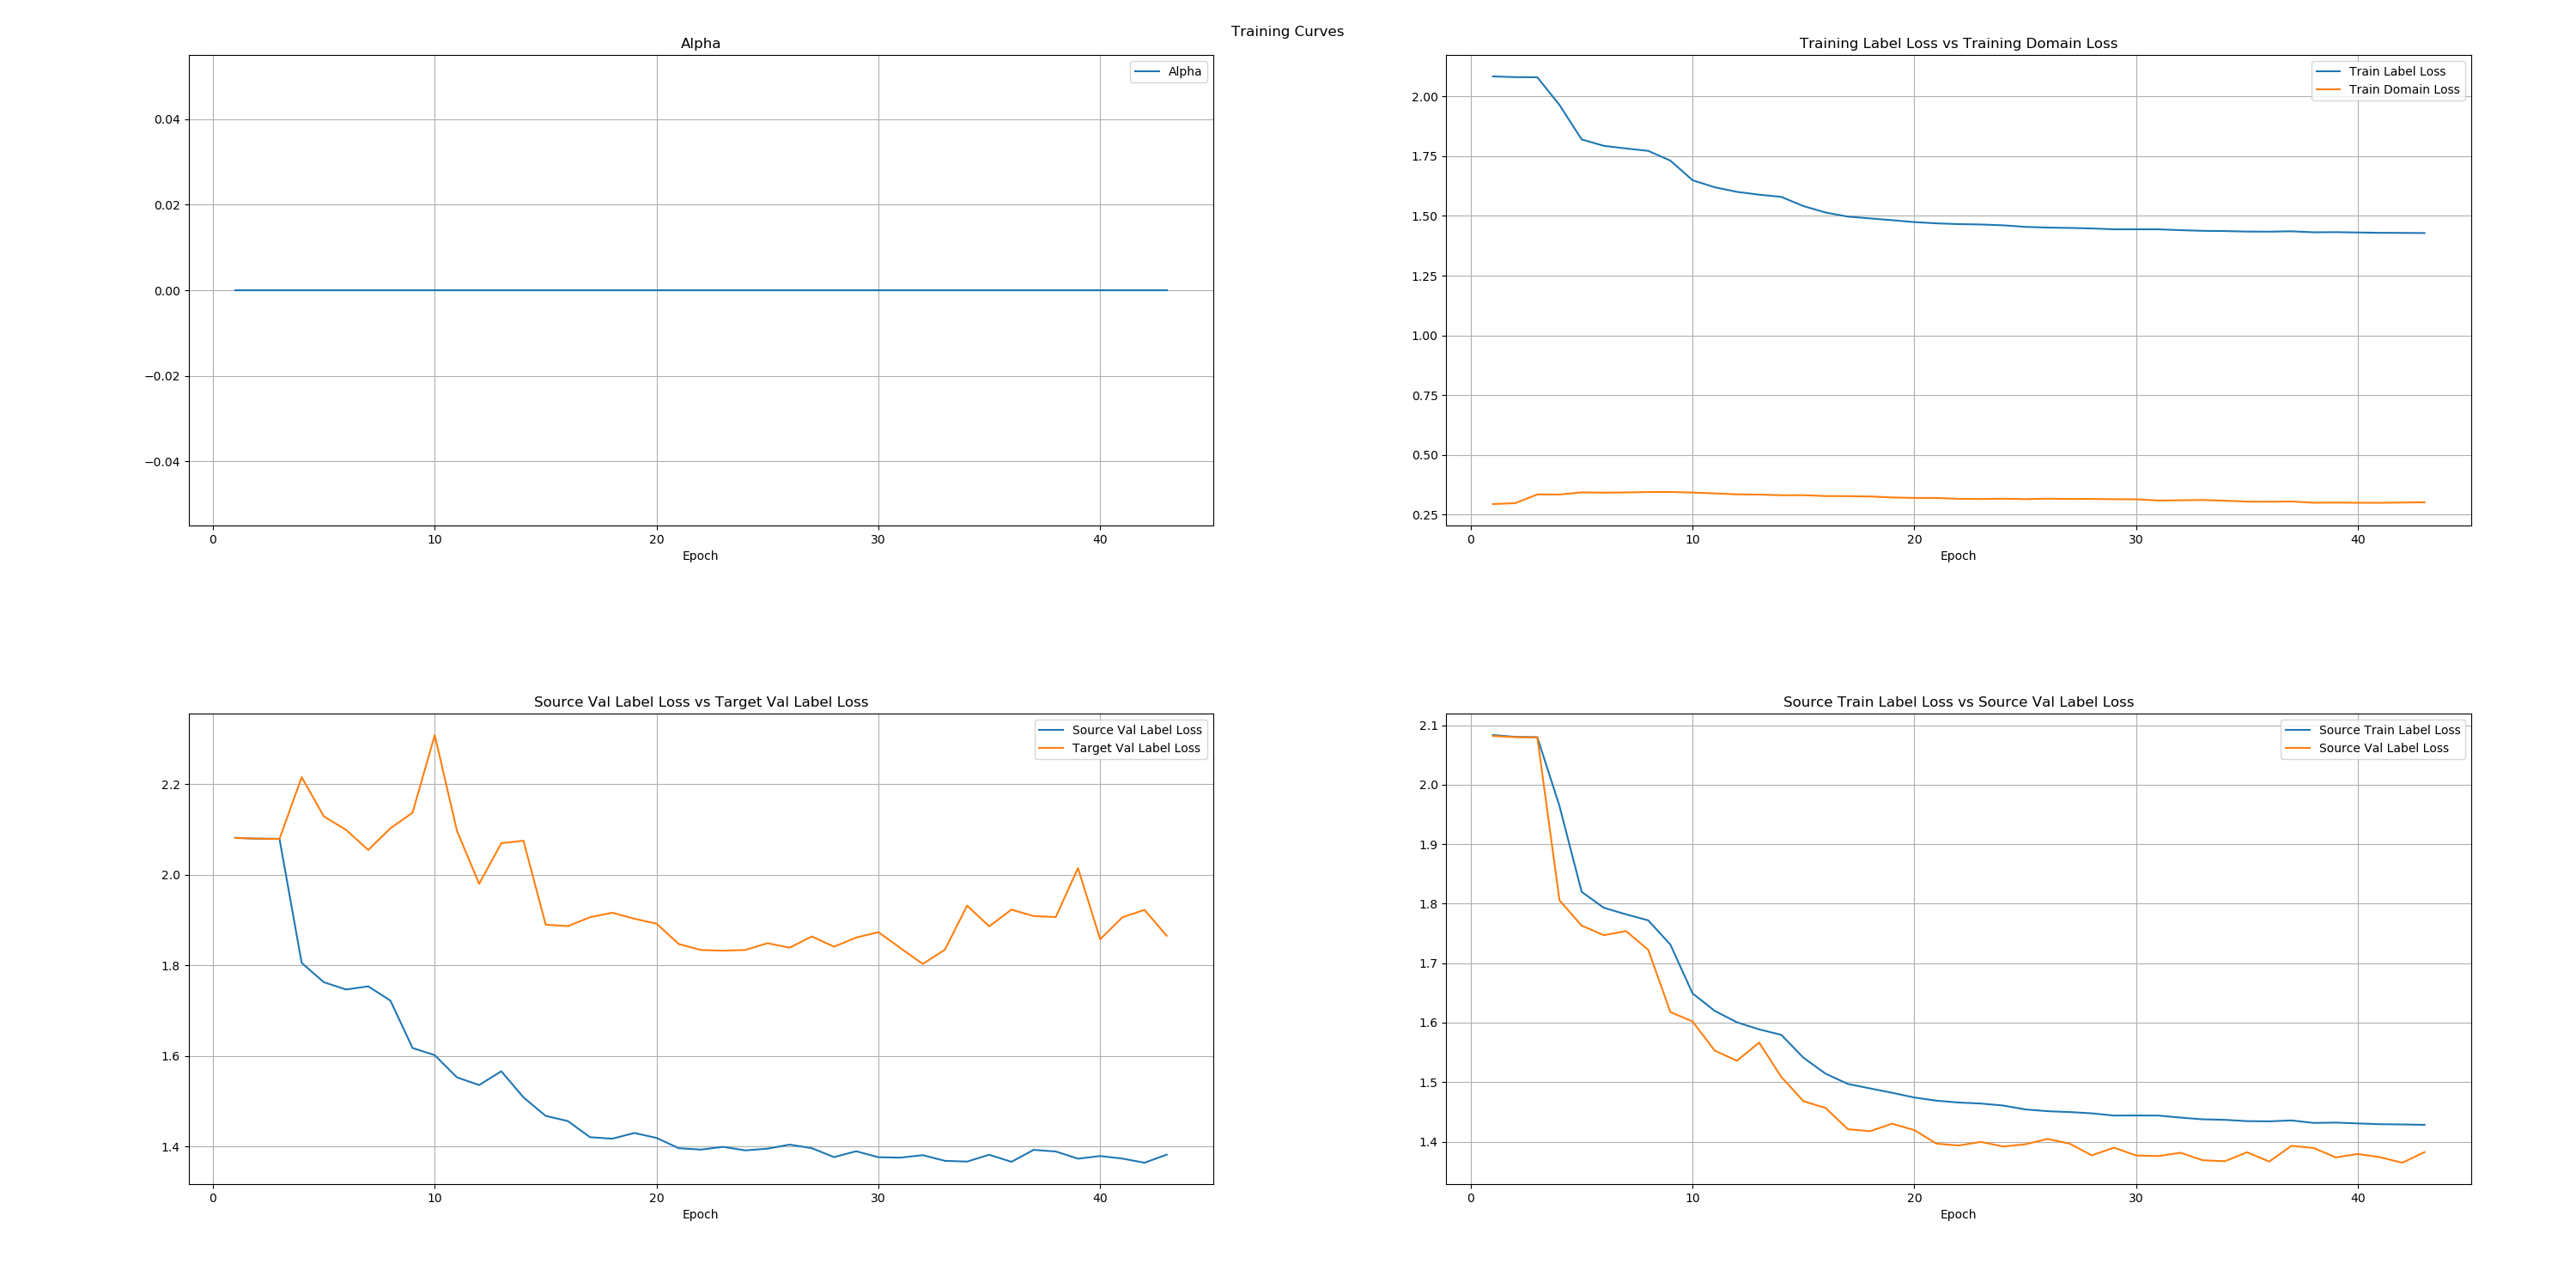 Training Curves
Alpha
Alpha
0.04
0.02
0.00
−0.02
−0.04
0
10
20
30
40
Epoch
Training Label Loss vs Training Domain Loss
Train Label Loss
Train Domain Loss
2.00
1.75
1.50
1.25
1.00
0.75
0.50
0.25
0
10
20
30
40
Epoch
Source Val Label Loss vs Target Val Label Loss
Source Val Label Loss
Target Val Label Loss
2.2
2.0
1.8
1.6
1.4
0
10
20
30
40
Epoch
Source Train Label Loss vs Source Val Label Loss
Source Train Label Loss
Source Val Label Loss
2.1
2.0
1.9
1.8
1.7
1.6
1.5
1.4
0
10
20
30
40
Epoch